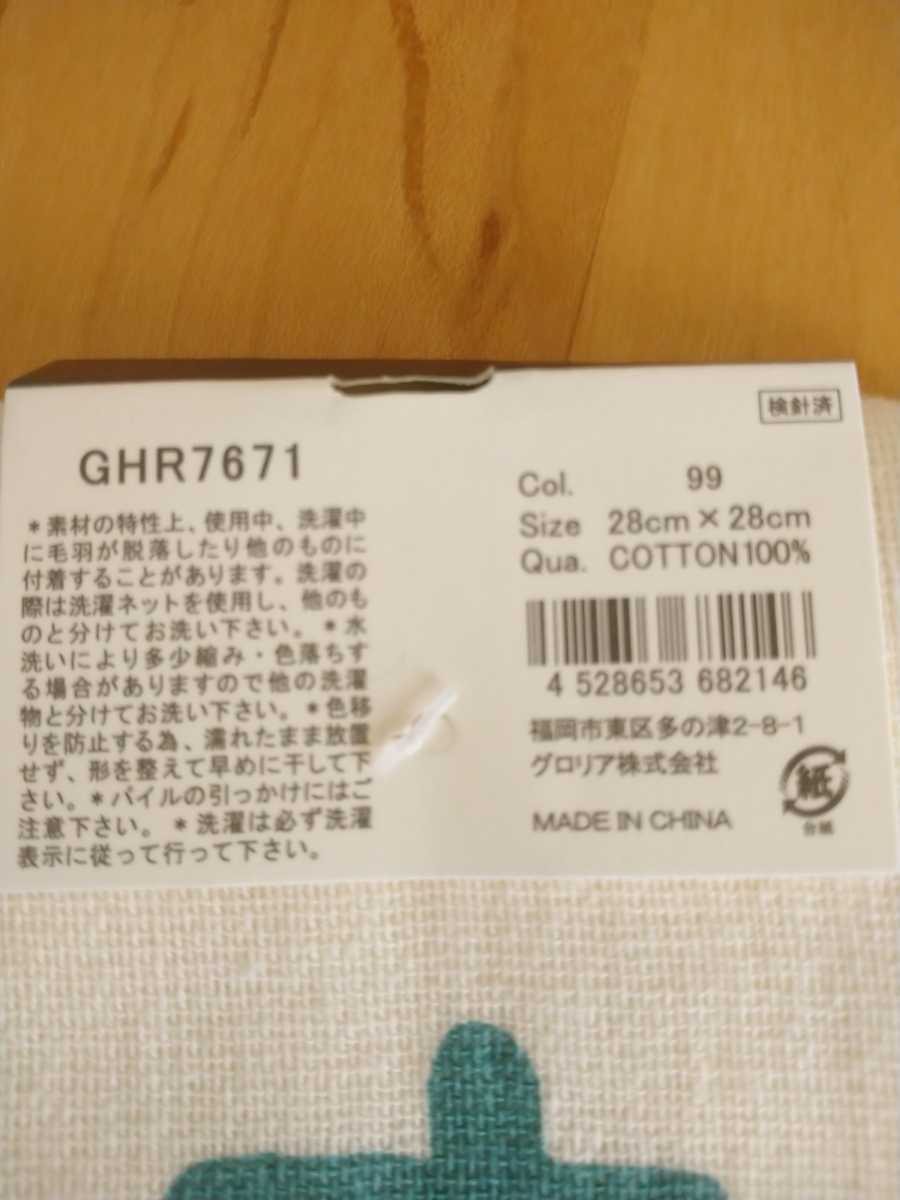 検針済
GHR7671
*素材の特性上、使用中、洗濯中
に毛羽が脱落したり他のものに
付着することがあります。洗濯の
際は洗濯ネットを使用し、他のも
のと分けてお洗い下さい。*水
洗いにより多少縮み・色落ちす
る場合がありますので他の洗濯
物と分けてお洗い下さい。*色移
りを防止する為、濡れたまま放置
せず、形を整えて早めに干して下
さい。*パイルの引っかけにはご
注意下さい。*洗濯は必ず洗濯
表示に従って行って下さい。
Col. 99
Size 28cm×28cm
Qua. COTTON100%
4 528653 682146
福岡市東区多の津2-8-1
グロリア株式会社
紙
台紙
MADE IN CHINA